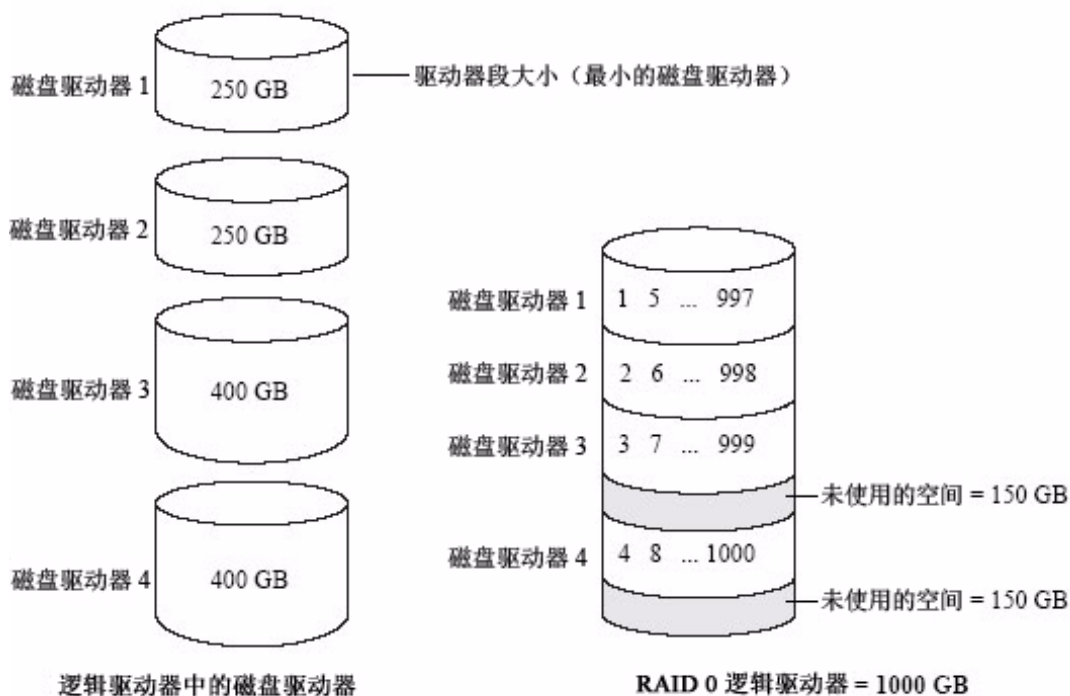 磁盘驱动器 1
250 GB
驱动器段大小（最小的磁盘驱动器）
磁盘驱动器 2
250 GB
磁盘驱动器 3
400 GB
磁盘驱动器 4
400 GB
逻辑驱动器中的磁盘驱动器
磁盘驱动器 1
1 5 ... 997
磁盘驱动器 2
2 6 ... 998
磁盘驱动器 3
3 7 ... 999
未使用的空间 = 150 GB
磁盘驱动器 4
4 8 ... 1000
未使用的空间 = 150 GB
RAID 0 逻辑驱动器 = 1000 GB